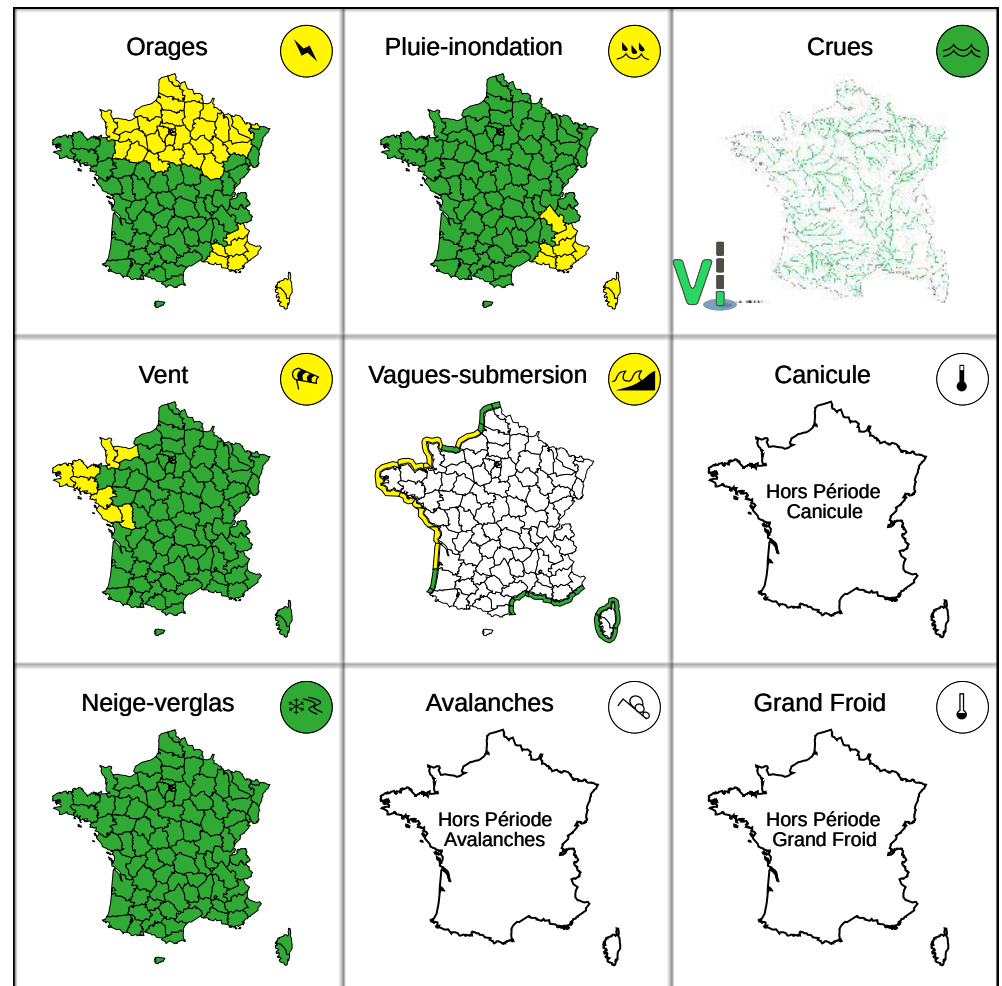 Orages
Pluie-inondation
Crues
Vi
Vent
Vagues-submersion
Canicule
Hors Période
Canicule
Neige-verglas
Avalanches
Grand Froid
Hors Période
Avalanches
Hors Période
Grand Froid